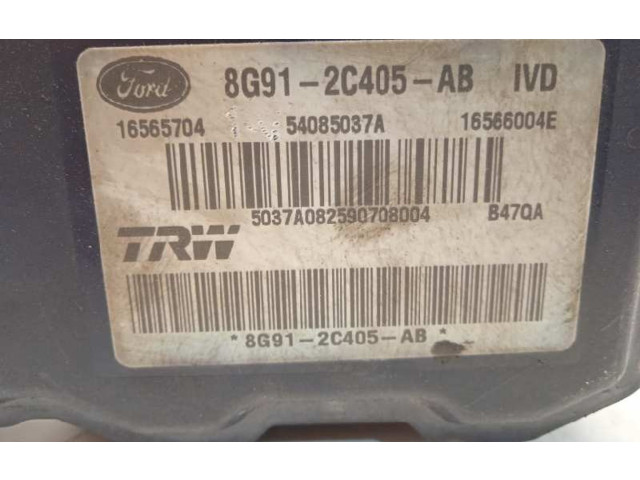 Ford 8G91-2C405-AB IVD
16565704 54085037A 16566004E
5037A082590708004 B47QA
TRW
*8G91-2C405-AB*